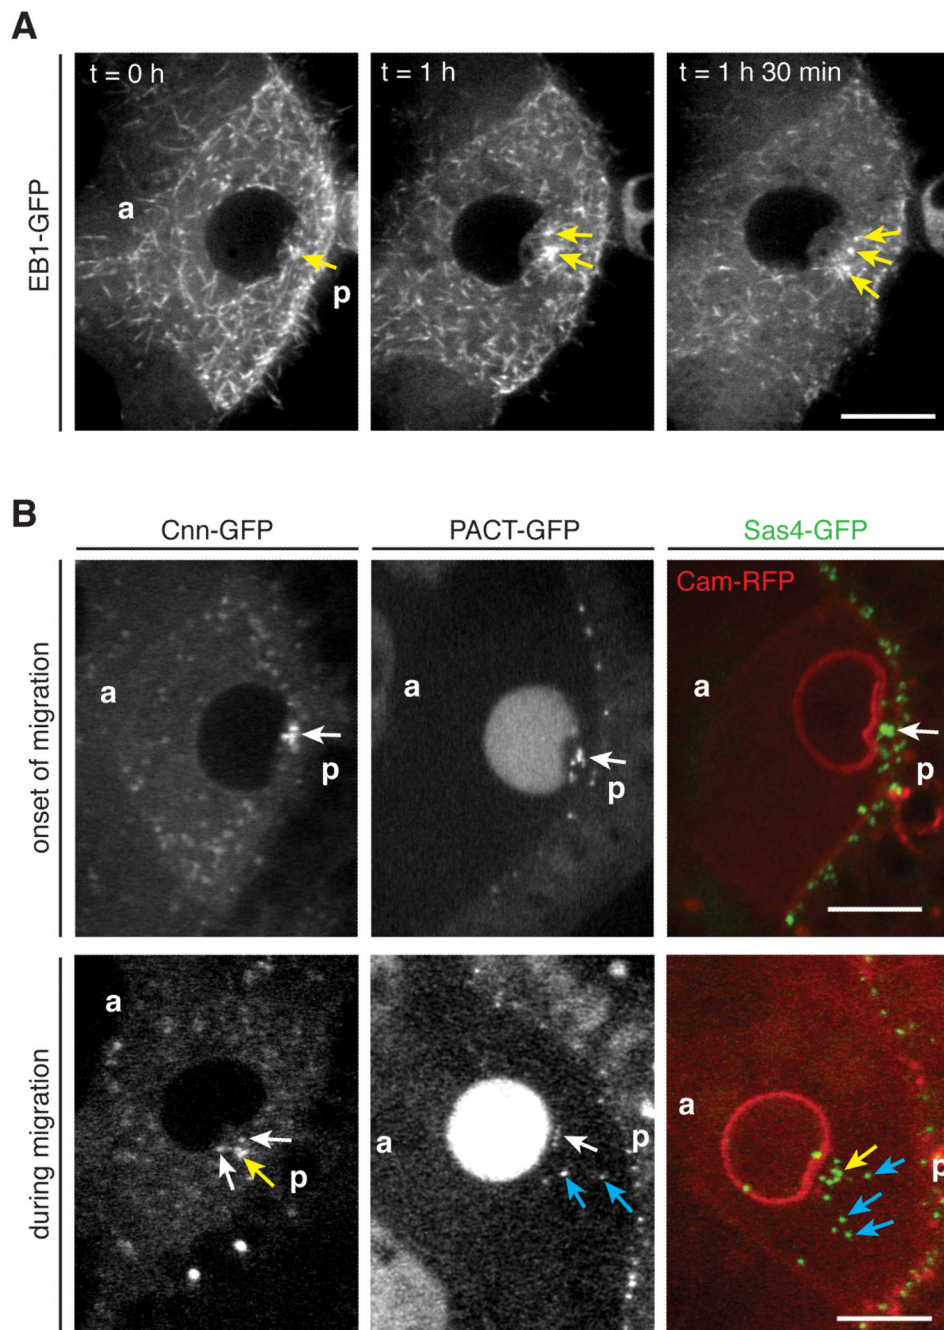 A
EB1-GFP
t = 0 h
t = 1 h
t = 1 h 30 min
a
p
B
Cnn-GFP
PACT-GFP
Sas4-GFP
onset of migration
Cam-RFP
a
p
a
p
a
p
during migration
a
p
a
p
a
p